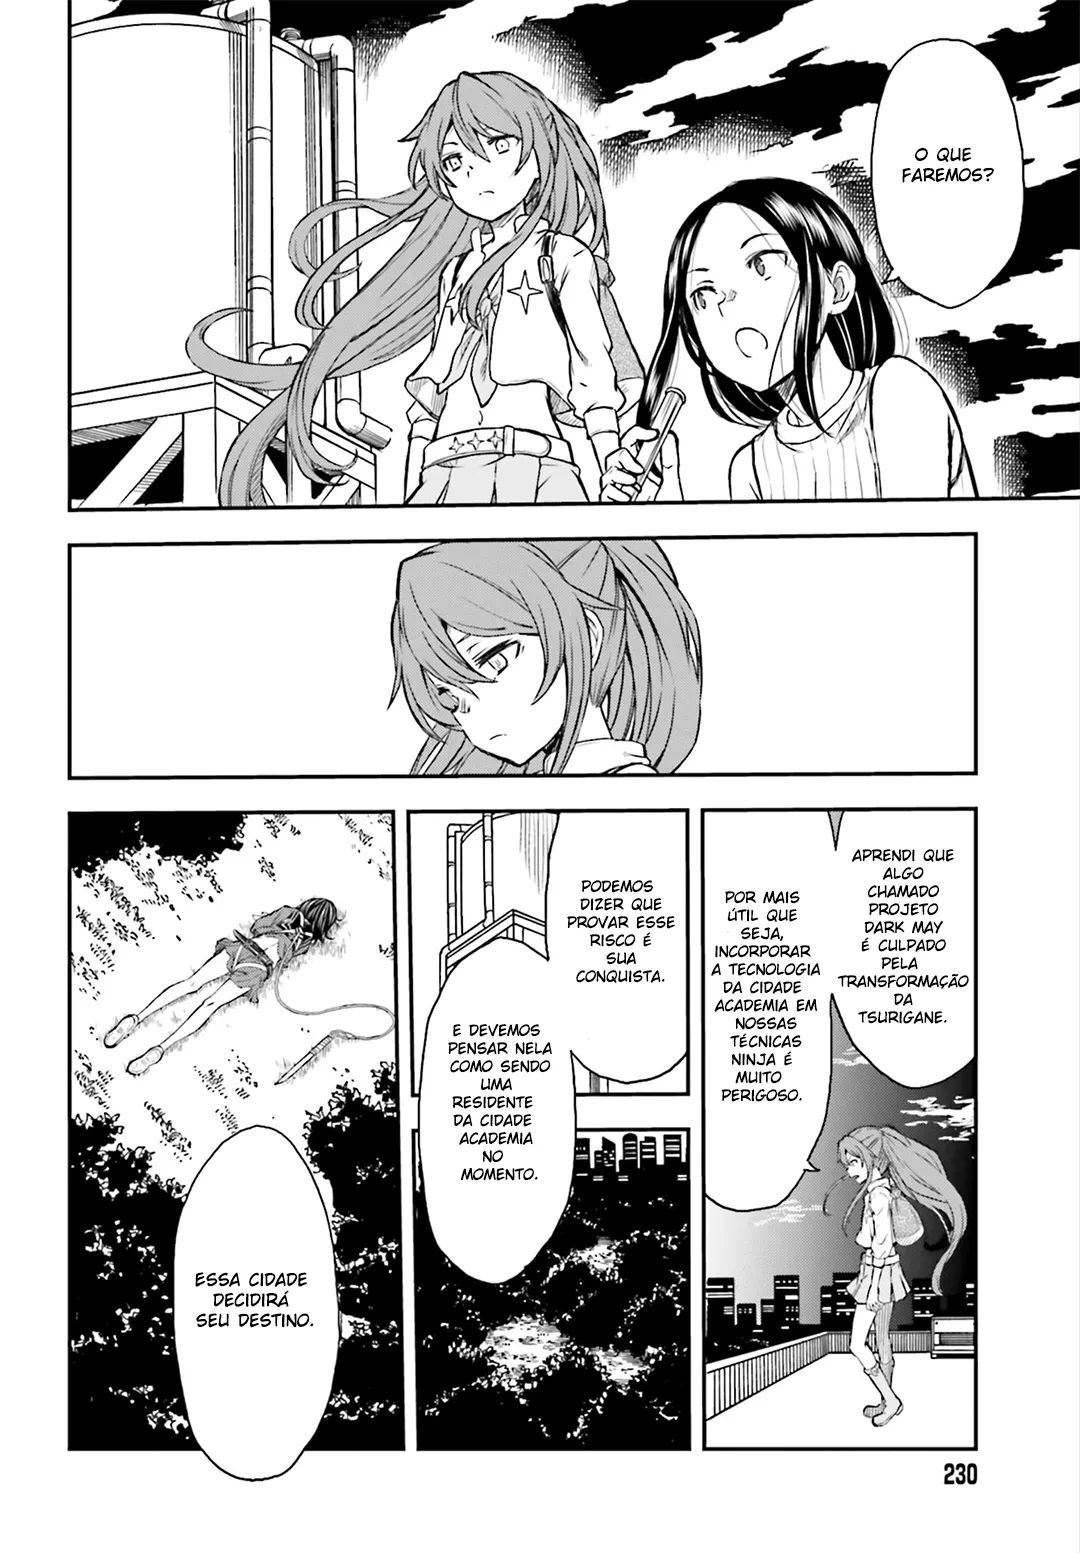 O QUE
FAREMOS?
APRENDI QUE
ALGO
CHAMADO
PROJETO
DARK MAY
É CULPADO
PELA
TRANSFORMAÇÃO
DA
TSURIGANE.
POR MAIS
ÚTIL QUE
SEJA,
INCORPORAR
A TECNOLOGIA
DA CIDADE
ACADEMIA EM
NOSSAS
TÉCNICAS
NINJA É
MUITO
PERIGOSO.
PODEMOS
DIZER QUE
PROVAR ESSE
RISCO É
SUA
CONQUISTA.
E DEVEMOS
PENSAR NELA
COMO SENDO
UMA
RESIDENTE
DA CIDADE
ACADEMIA
NO
MOMENTO.
ESSA CIDADE
DECIDIRÁ
SEU DESTINO.
230